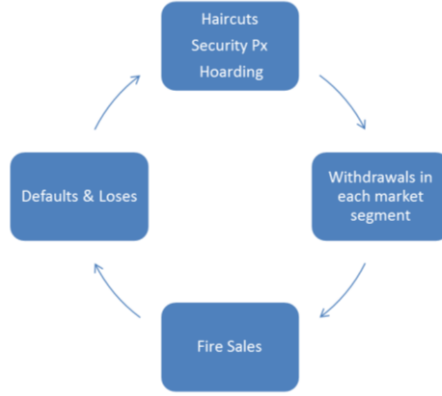 Haircuts
Security Px
Hoarding
Withdrawals in
each market
segment
Fire Sales
Defaults & Loses